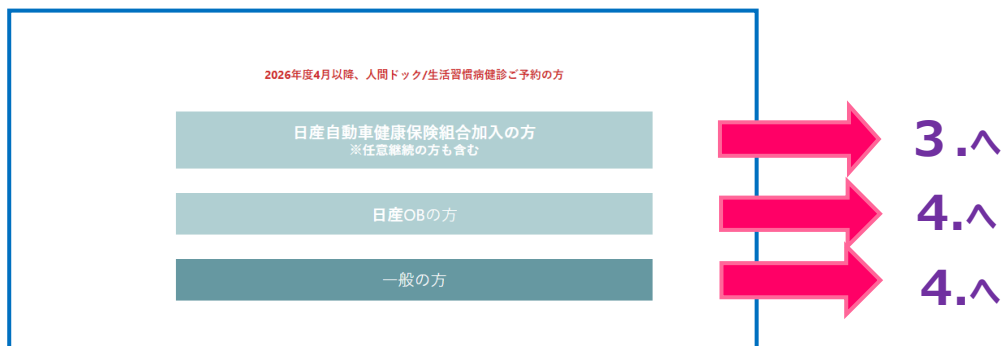 2026年度4月以降、人間ドック/生活習慣病健診ご予約の方
日産自動車健康保険組合加入の方
※任意継続の方も含む
３.へ
日産OBの方
4.へ
一般の方
4.へ